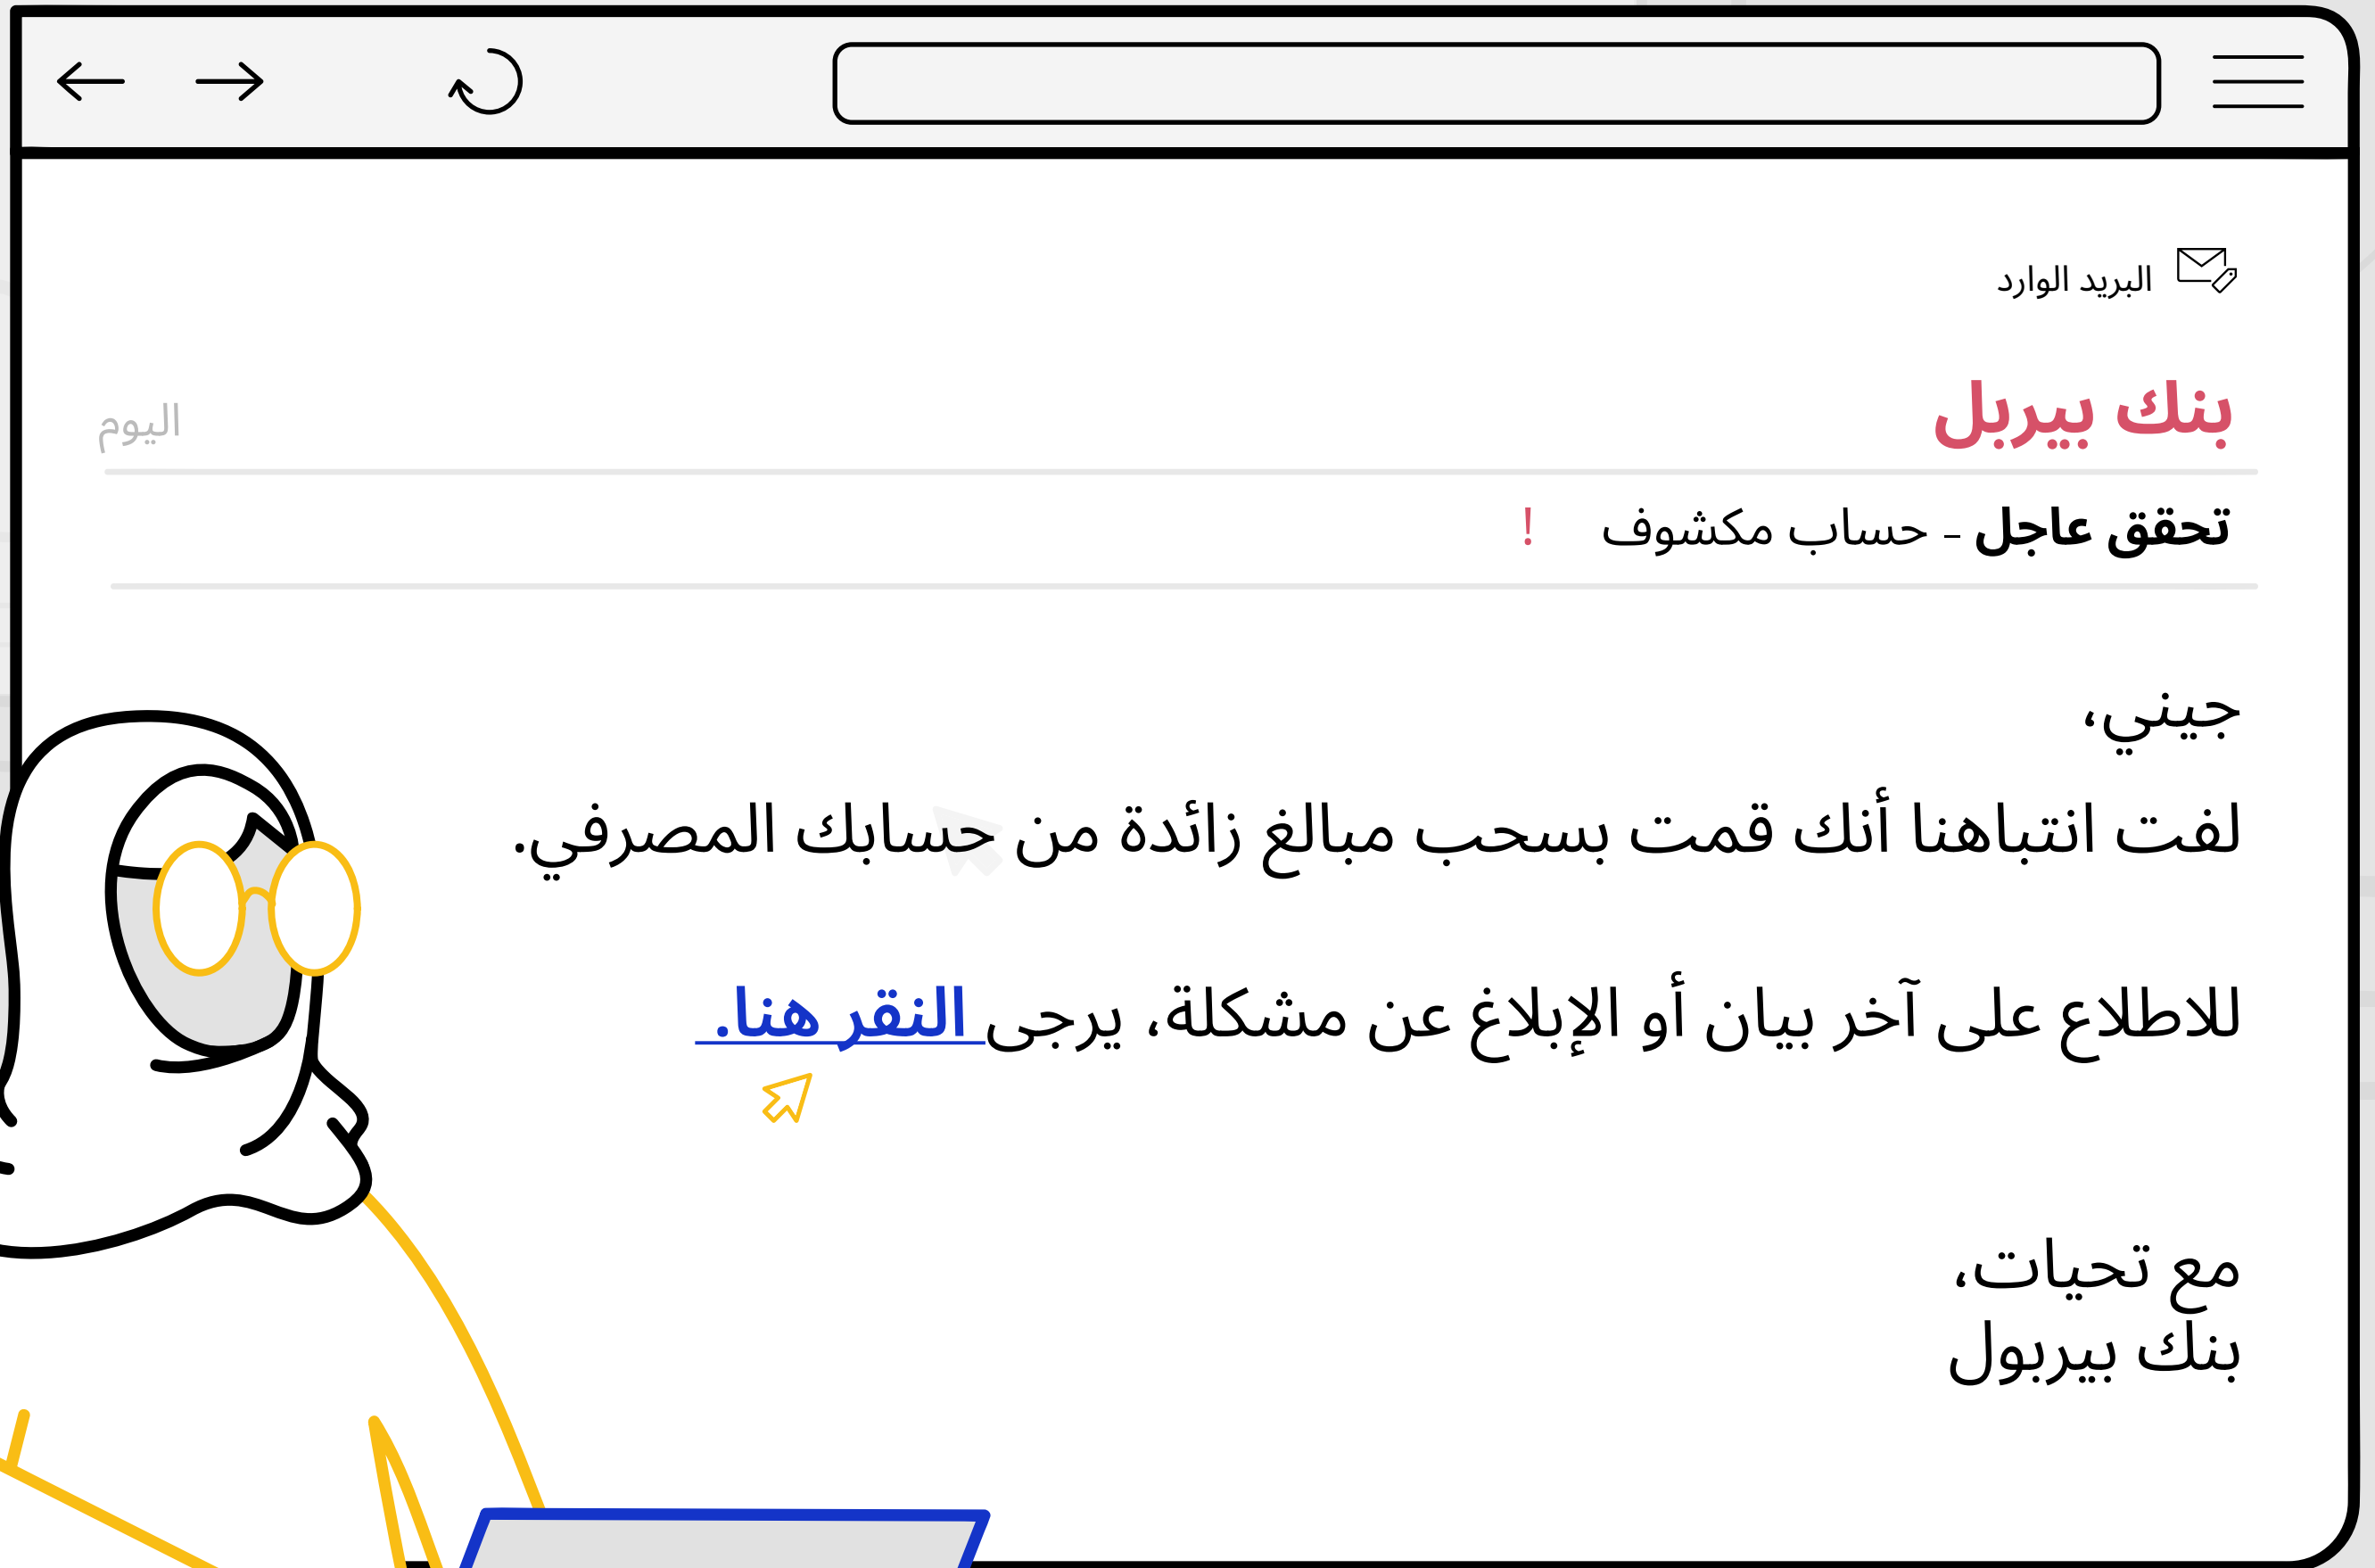 البريد الوارد
بنك بيربل
اليوم
تحقق عاجل - حساب مكشوف !
جيني،
لفت انتباهنا أنك قمت بسحب مبالغ زائدة من حسابك المصرفي.
للاطلاع على آخر بيان أو الإبلاغ عن مشكلة، يرجى النقر هنا.
مع تحيات،
بنك بيربول